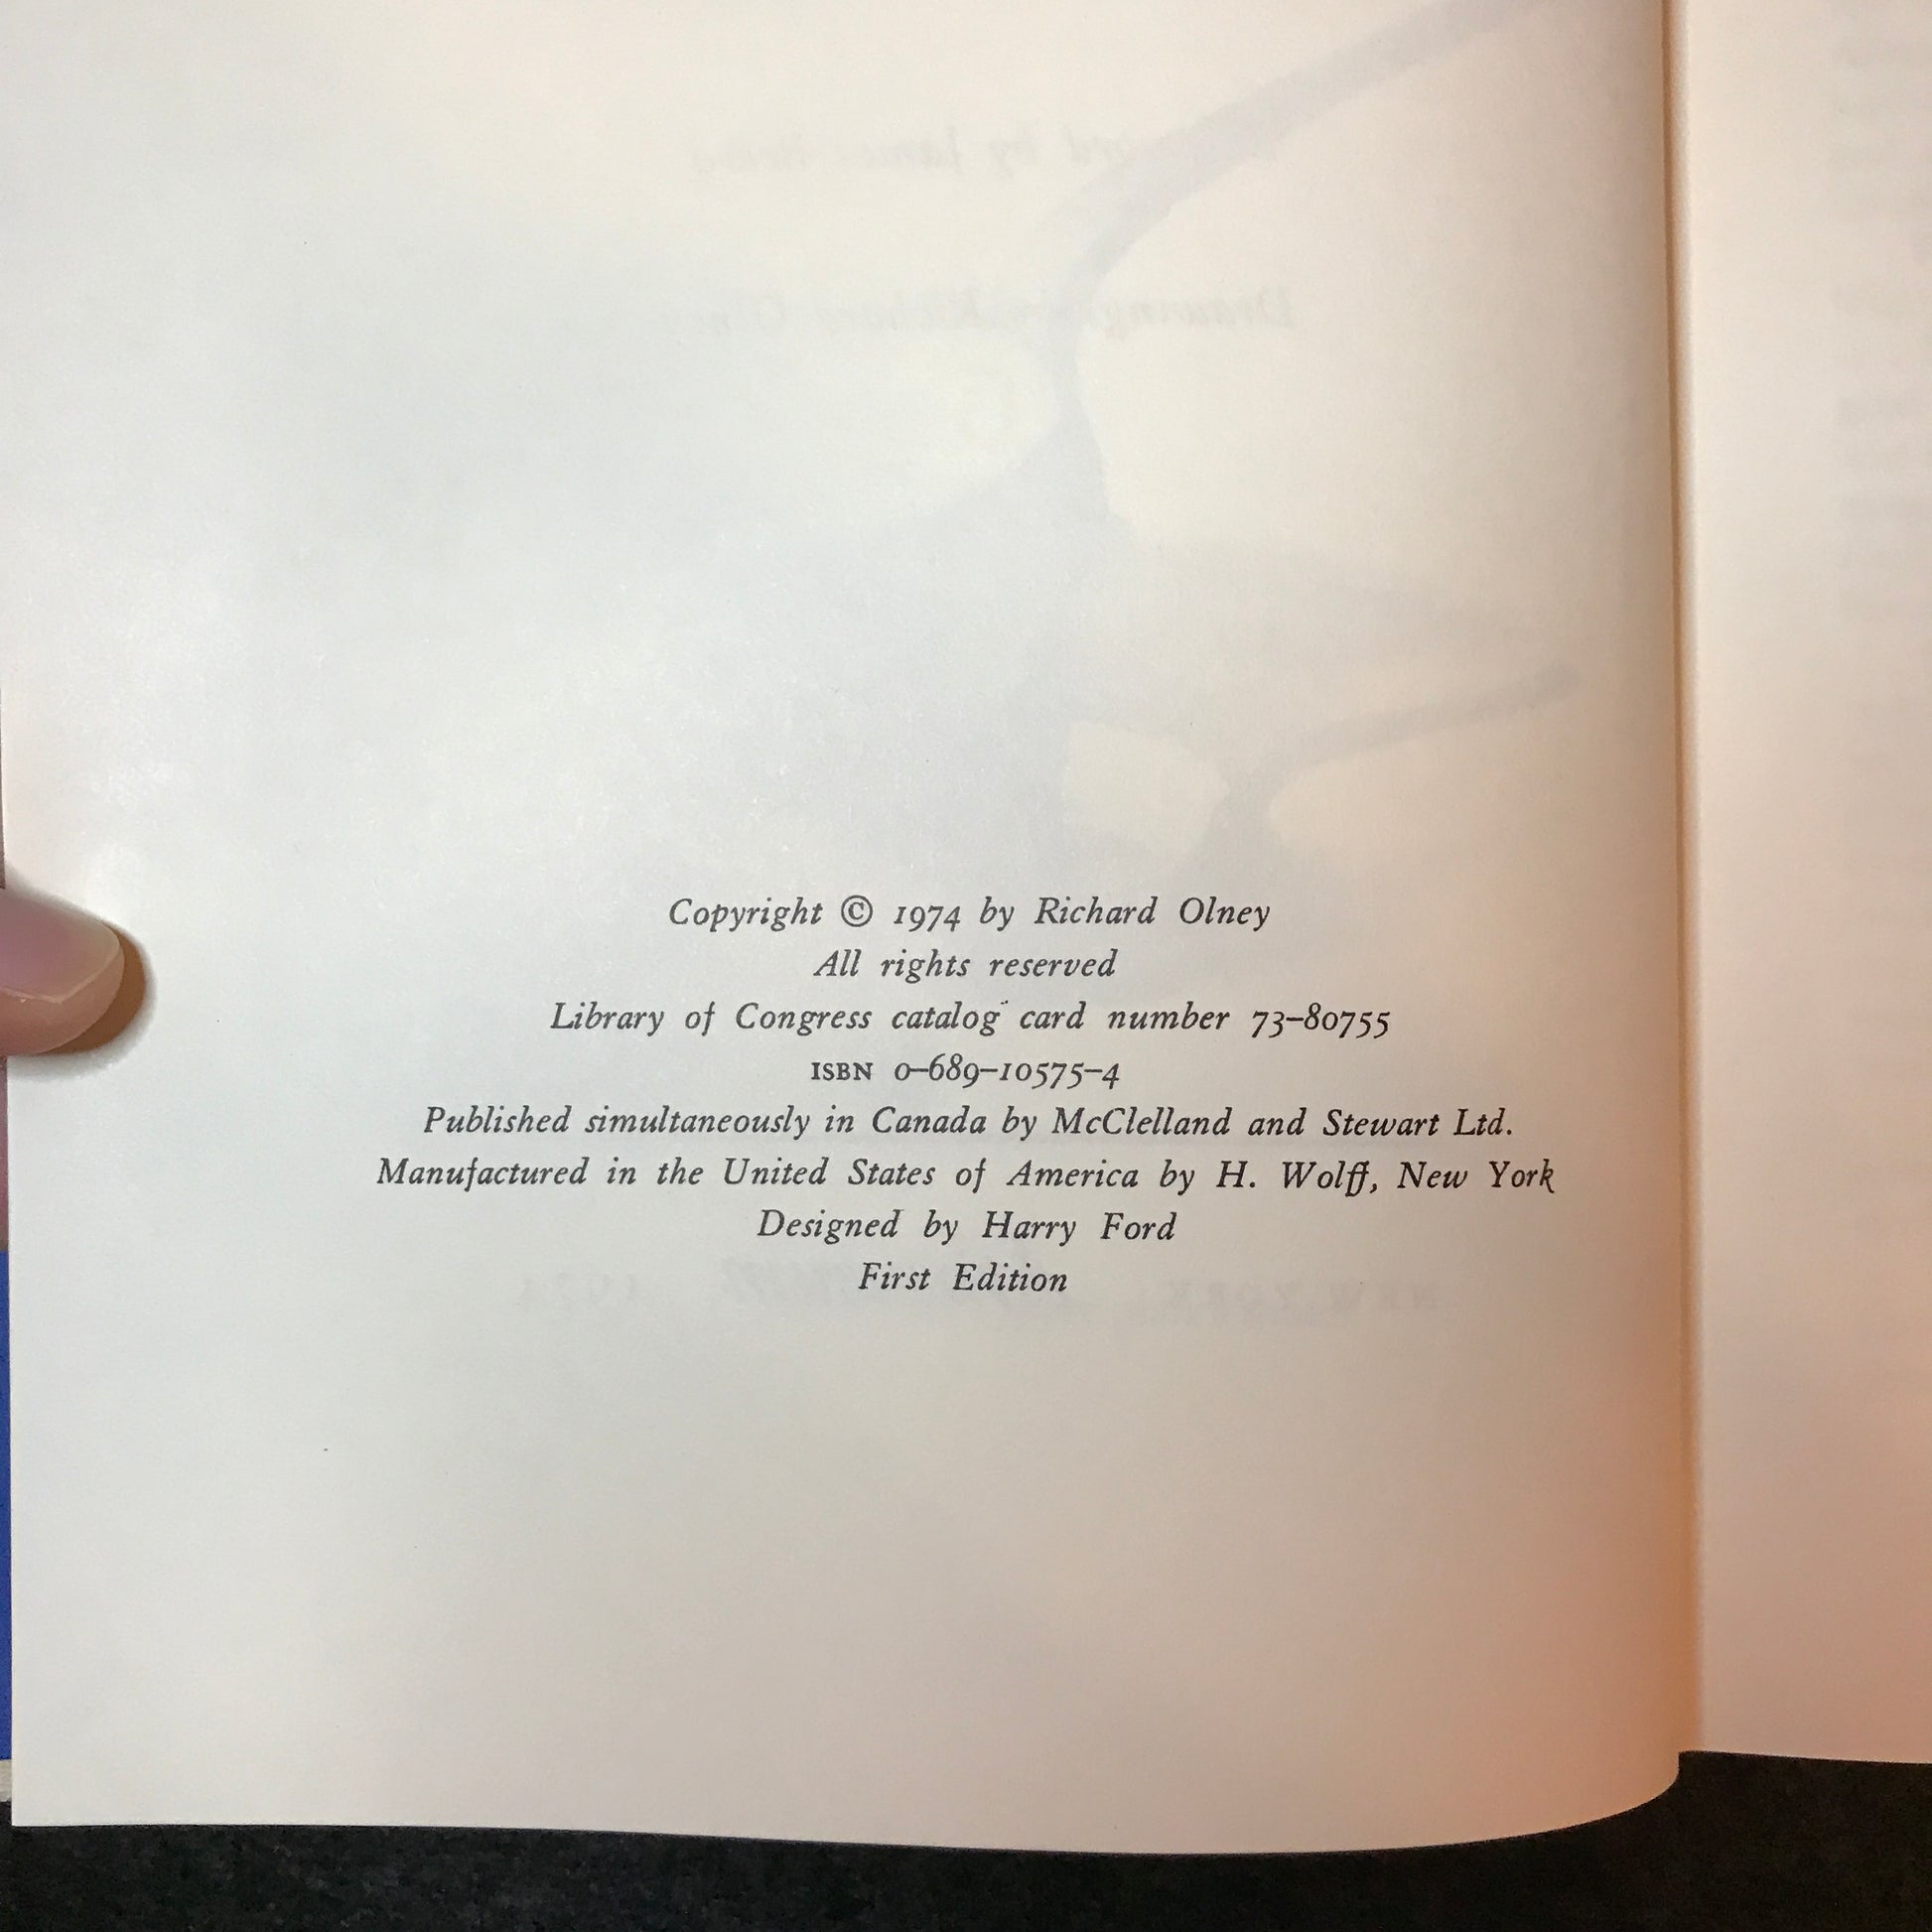 Copyright © 1974 by Richard Olney
All rights reserved
Library of Congress catalog card number 73–80755
ISBN 0–689–10575–4
Published simultaneously in Canada by McClelland and Stewart Ltd.
Manufactured in the United States of America by H. Wolff, New York
Designed by Harry Ford
First Edition